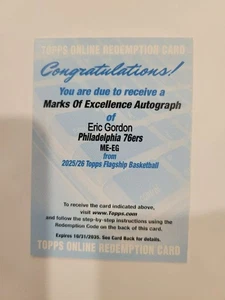 TOPPS ONLINE REDEMPTION CARD
Congratulations!
You are due to receive a
Marks Of Excellence Autograph
of
Eric Gordon
Philadelphia 76ers
ME-EG
from
2025/26 Topps Flagship Basketball
To receive the card indicated above,
visit www.Topps.com
and follow the step-by-step instructions using the
Redemption Code on the back of this card.
Expires 10/31/2035. See Card Back for details.
TOPPS ONLINE REDEMPTION CARD